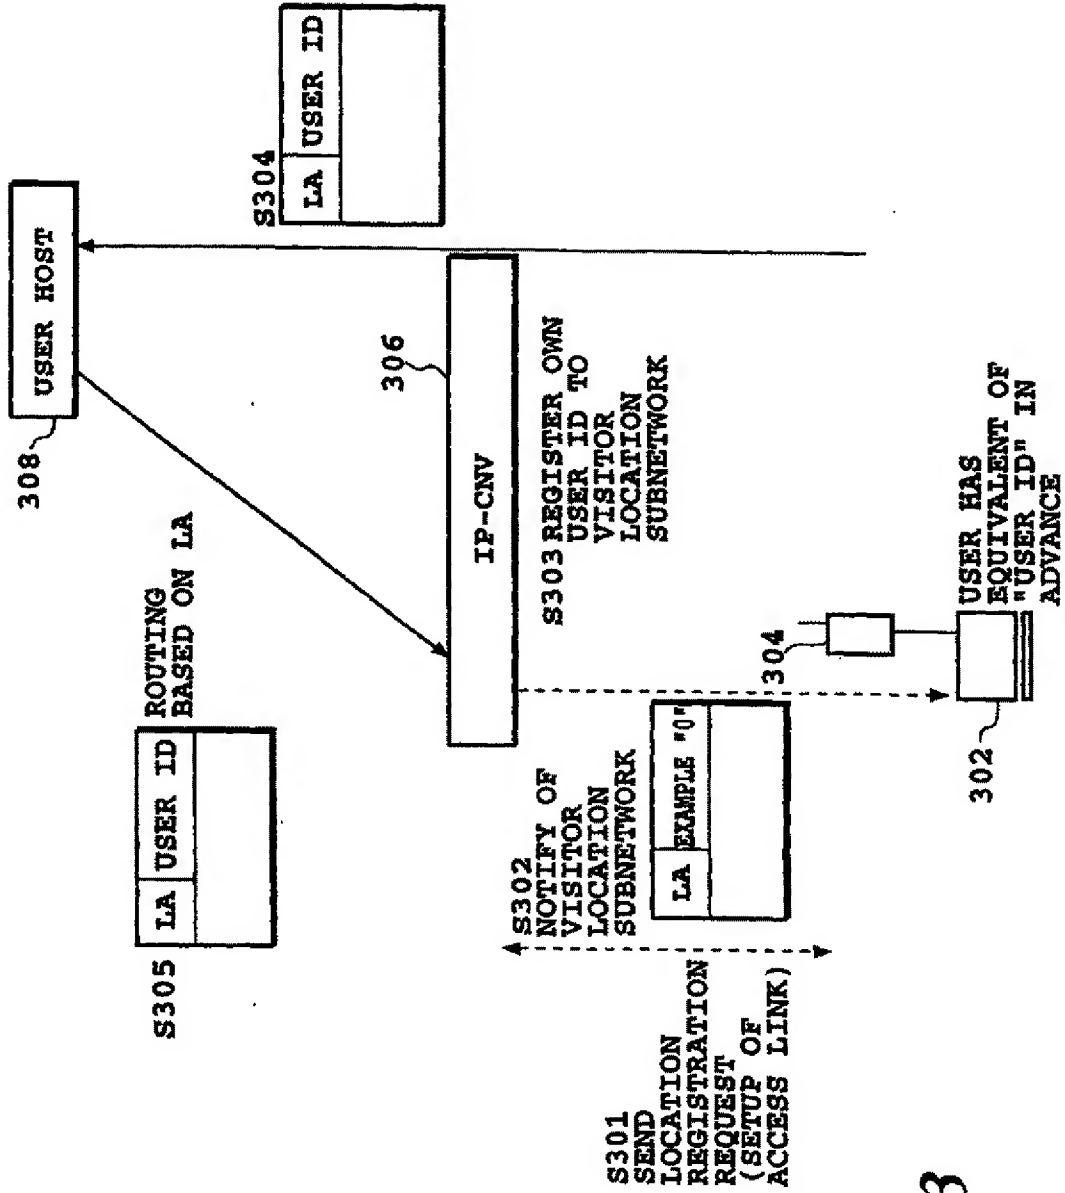 USER HOST
308
S304
LA USER ID
S305
LA USER ID
ROUTING
BASED ON LA
306
IP-CNV
S303 REGISTER OWN
USER ID TO
VISITOR
LOCATION
SUBNETWORK
S302
NOTIFY OF
VISITOR
LOCATION
SUBNETWORK
LA EXAMPLE "0"
S301
SEND
LOCATION
REGISTRATION
REQUEST
(SETUP OF
ACCESS LINK)
304
302
USER HAS
EQUIVALENT OF
"USER ID" IN
ADVANCE
3